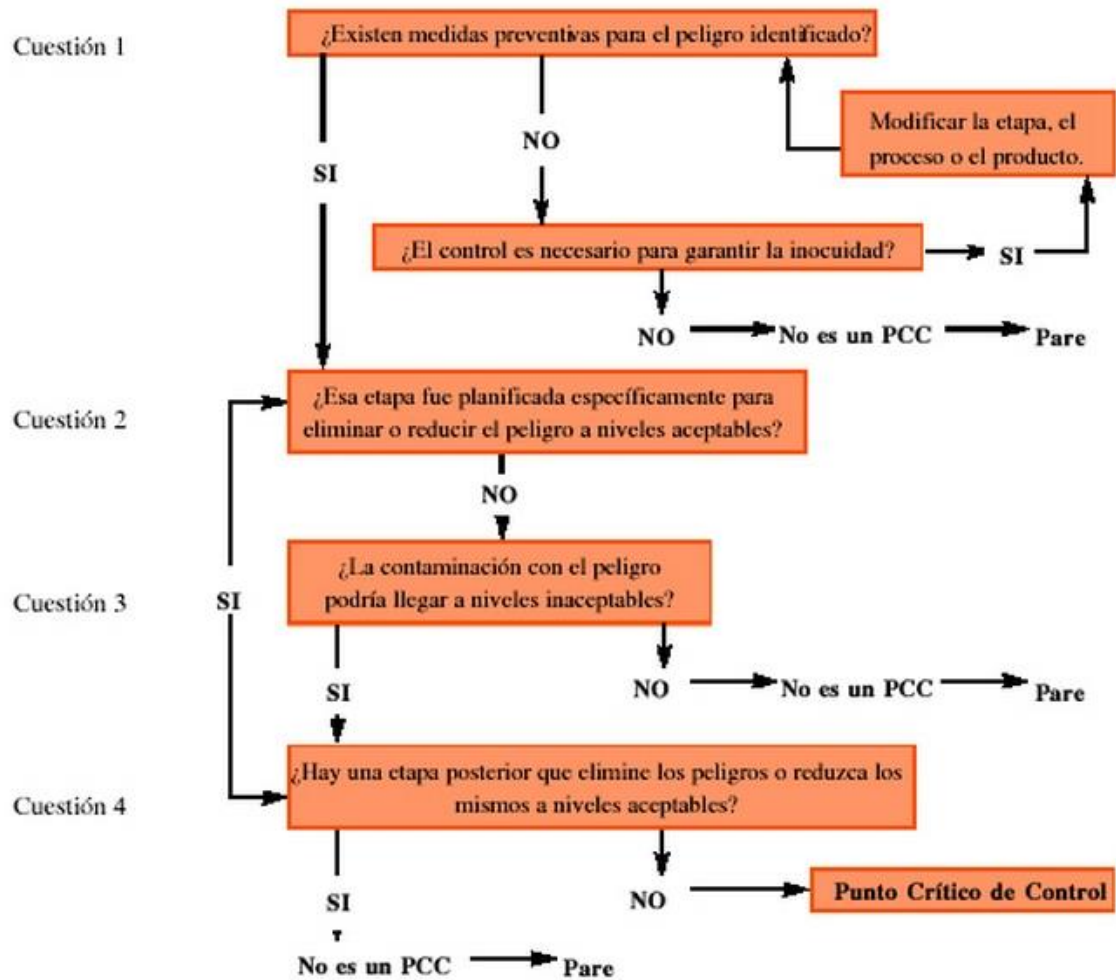 Cuestión 1
¿Existen medidas preventivas para el peligro identificado?
Modificar la etapa, el
proceso o el producto.
NO
SI
¿El control es necesario para garantir la inocuidad?
SI
NO
No es un PCC
Pare
Cuestión 2
¿Esa etapa fue planificada específicamente para
eliminar o reducir el peligro a niveles aceptables?
NO
Cuestión 3
SI
¿La contaminación con el peligro
podría llegar a niveles inaceptables?
SI
NO
No es un PCC
Pare
Cuestión 4
¿Hay una etapa posterior que elimine los peligros o reduzca los
mismos a niveles aceptables?
SI
NO
Punto Crítico de Control
No es un PCC
Pare